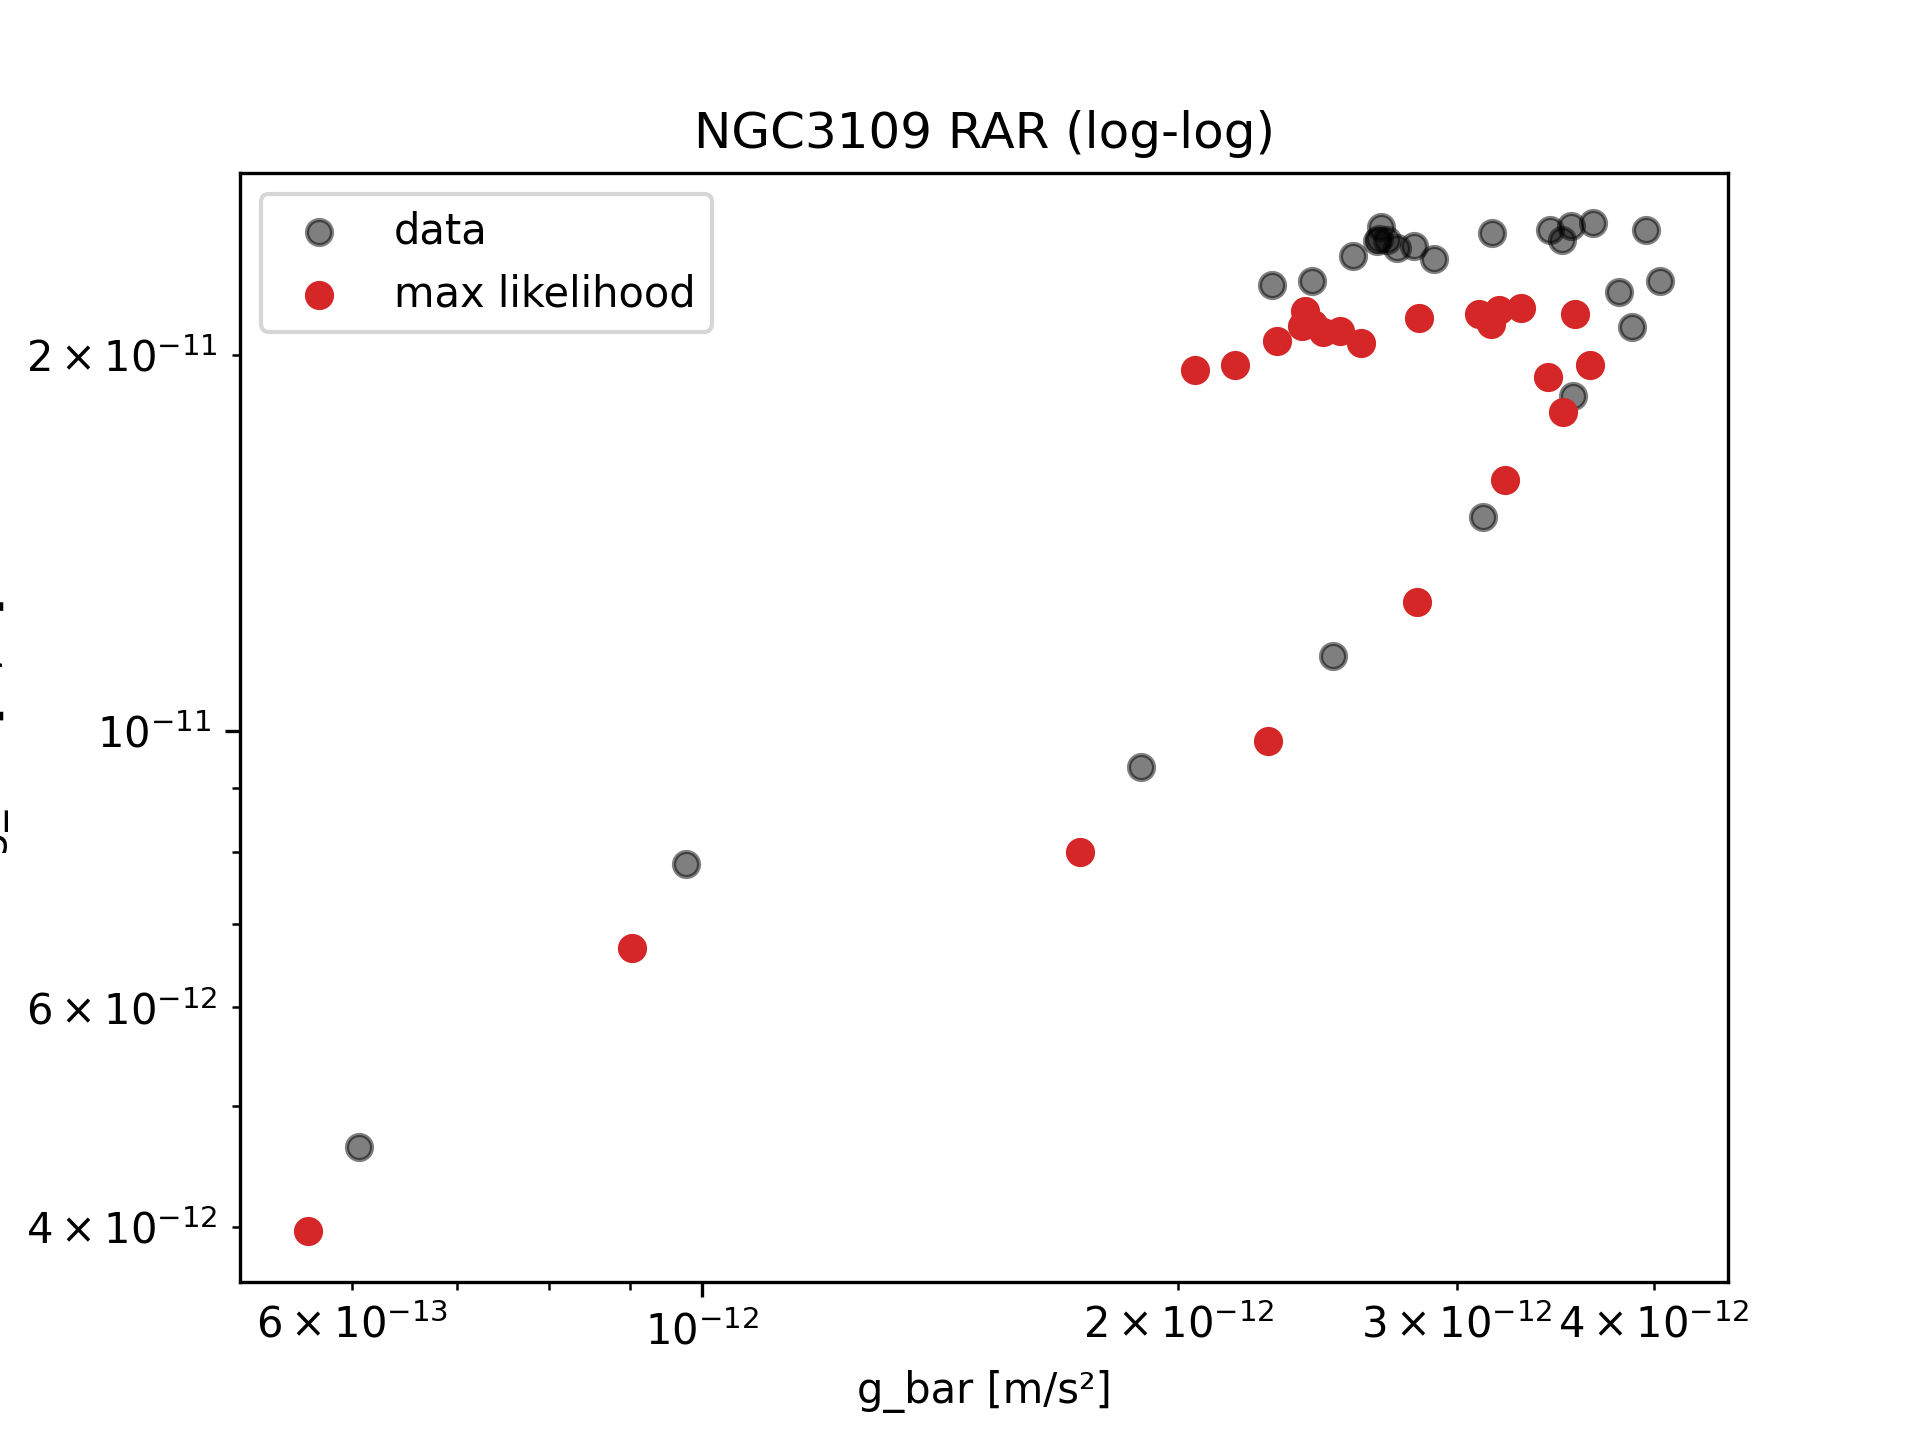 NGC3109 RAR (log-log)
data
max likelihood
2 × 10⁻¹¹
10⁻¹¹
6 × 10⁻¹²
4 × 10⁻¹²
6 × 10⁻¹³ 10⁻¹² 2 × 10⁻¹² 3 × 10⁻¹² 4 × 10⁻¹²
g_bar [m/s²]